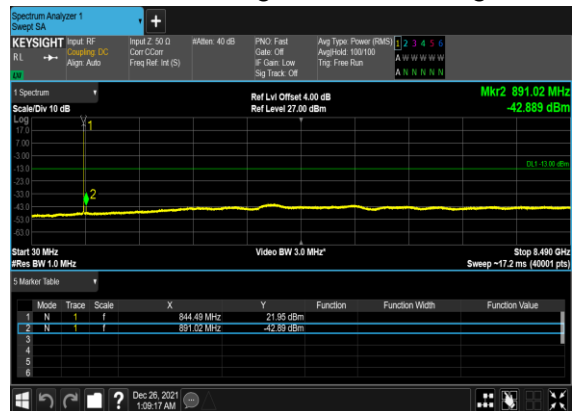 Spectrum Analyzer 1
Swept SA
+
KEYSIGHT Input: RF Input Z: 50 Ω #Atten: 40 dB PNO: Fast Avg Type: Power (RMS) 1 2 3 4 5 6
RL Coupling: DC Corr CCorr Gate: Off Avg|Hold: 100/100 A W W W W W
Align: Auto Freq Ref: Int (S) IF Gain: Low Trig: Free Run
LW Sig Track: Off A N N N N N
1 Spectrum Ref Lvl Offset 4.00 dB Mkr2 891.02 MHz
Scale/Div 10 dB Ref Level 27.00 dBm -42.889 dBm
Log
17.0 1
7.00
-3.00
-13.0 DL1 -13.00 dBm
-23.0
-33.0 2
-43.0
-53.0
-63.0
Start 30 MHz Video BW 3.0 MHz* Stop 8.490 GHz
#Res BW 1.0 MHz Sweep ~17.2 ms (40001 pts)
5 Marker Table
Mode Trace Scale X Y Function Function Width Function Value
1 N 1 f 844.49 MHz 21.95 dBm
2 N 1 f 891.02 MHz -42.89 dBm
3
4
5
6
? Dec 26, 2021
1:09:17 AM